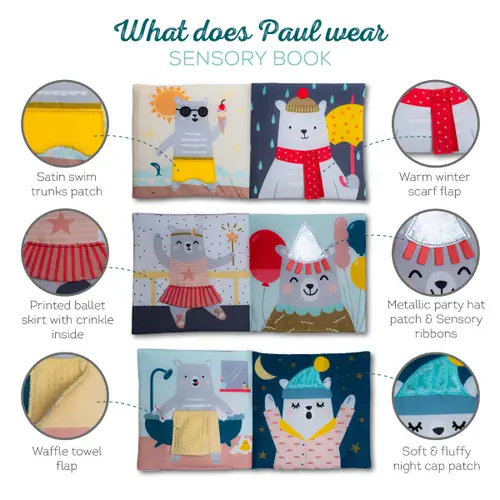 What does Paul wear
SENSORY BOOK
Satin swim
trunks patch
Warm winter
scarf flap
Printed ballet
skirt with crinkle
inside
Metallic party hat
patch & Sensory
ribbons
Waffle towel
flap
Soft & fluffy
night cap patch